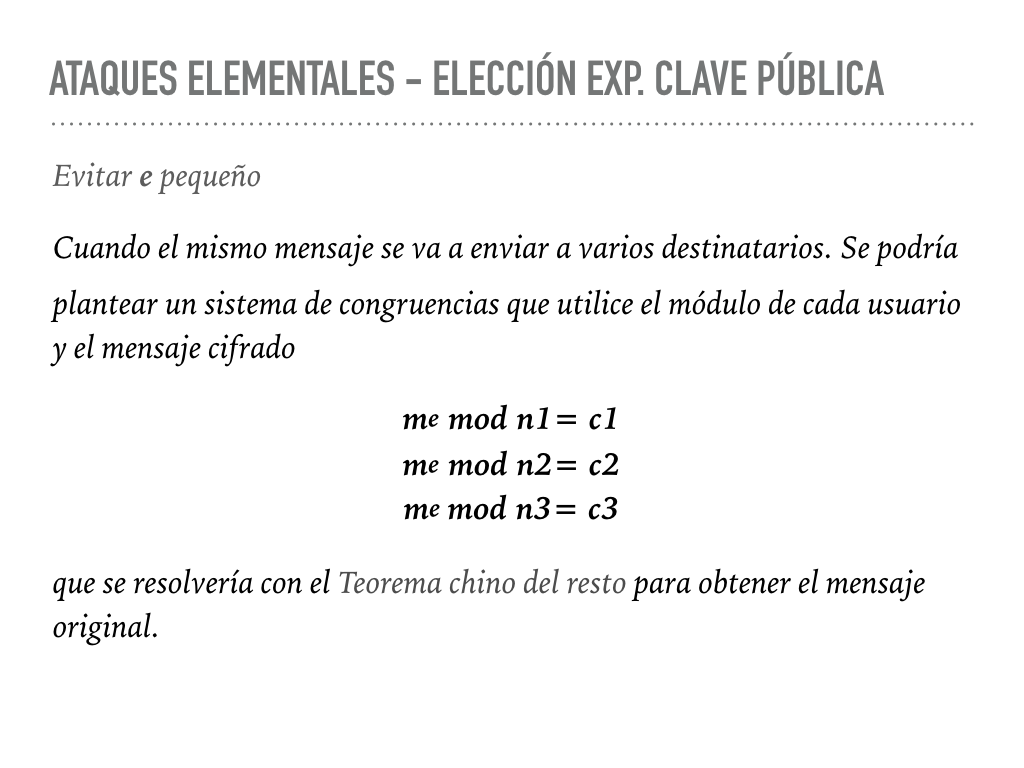 ATAQUES ELEMENTALES - ELECCIÓN EXP. CLAVE PÚBLICA
Evitar e pequeño
Cuando el mismo mensaje se va a enviar a varios destinatarios. Se podría
plantear un sistema de congruencias que utilice el módulo de cada usuario
y el mensaje cifrado
me mod n1= c1
me mod n2= c2
me mod n3= c3
que se resolvería con el Teorema chino del resto para obtener el mensaje
original.